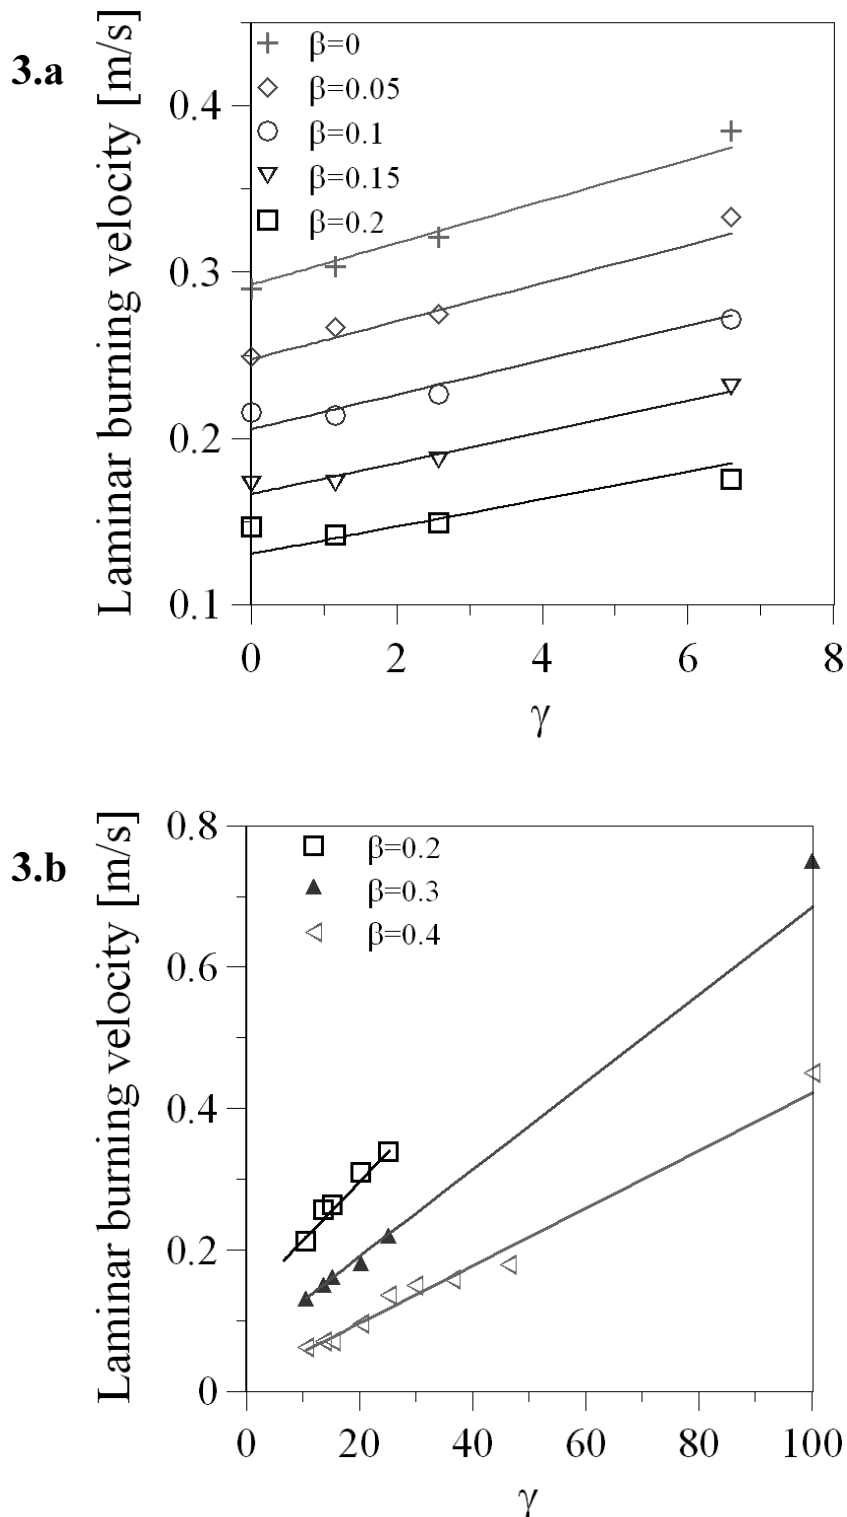 3.a
Laminar burning velocity [m/s]
β=0
β=0.05
β=0.1
β=0.15
β=0.2
0.4
0.3
0.2
0.1
0 2 4 6 8
γ
3.b
Laminar burning velocity [m/s]
β=0.2
β=0.3
β=0.4
0.8
0.6
0.4
0.2
0
0 20 40 60 80 100
γ